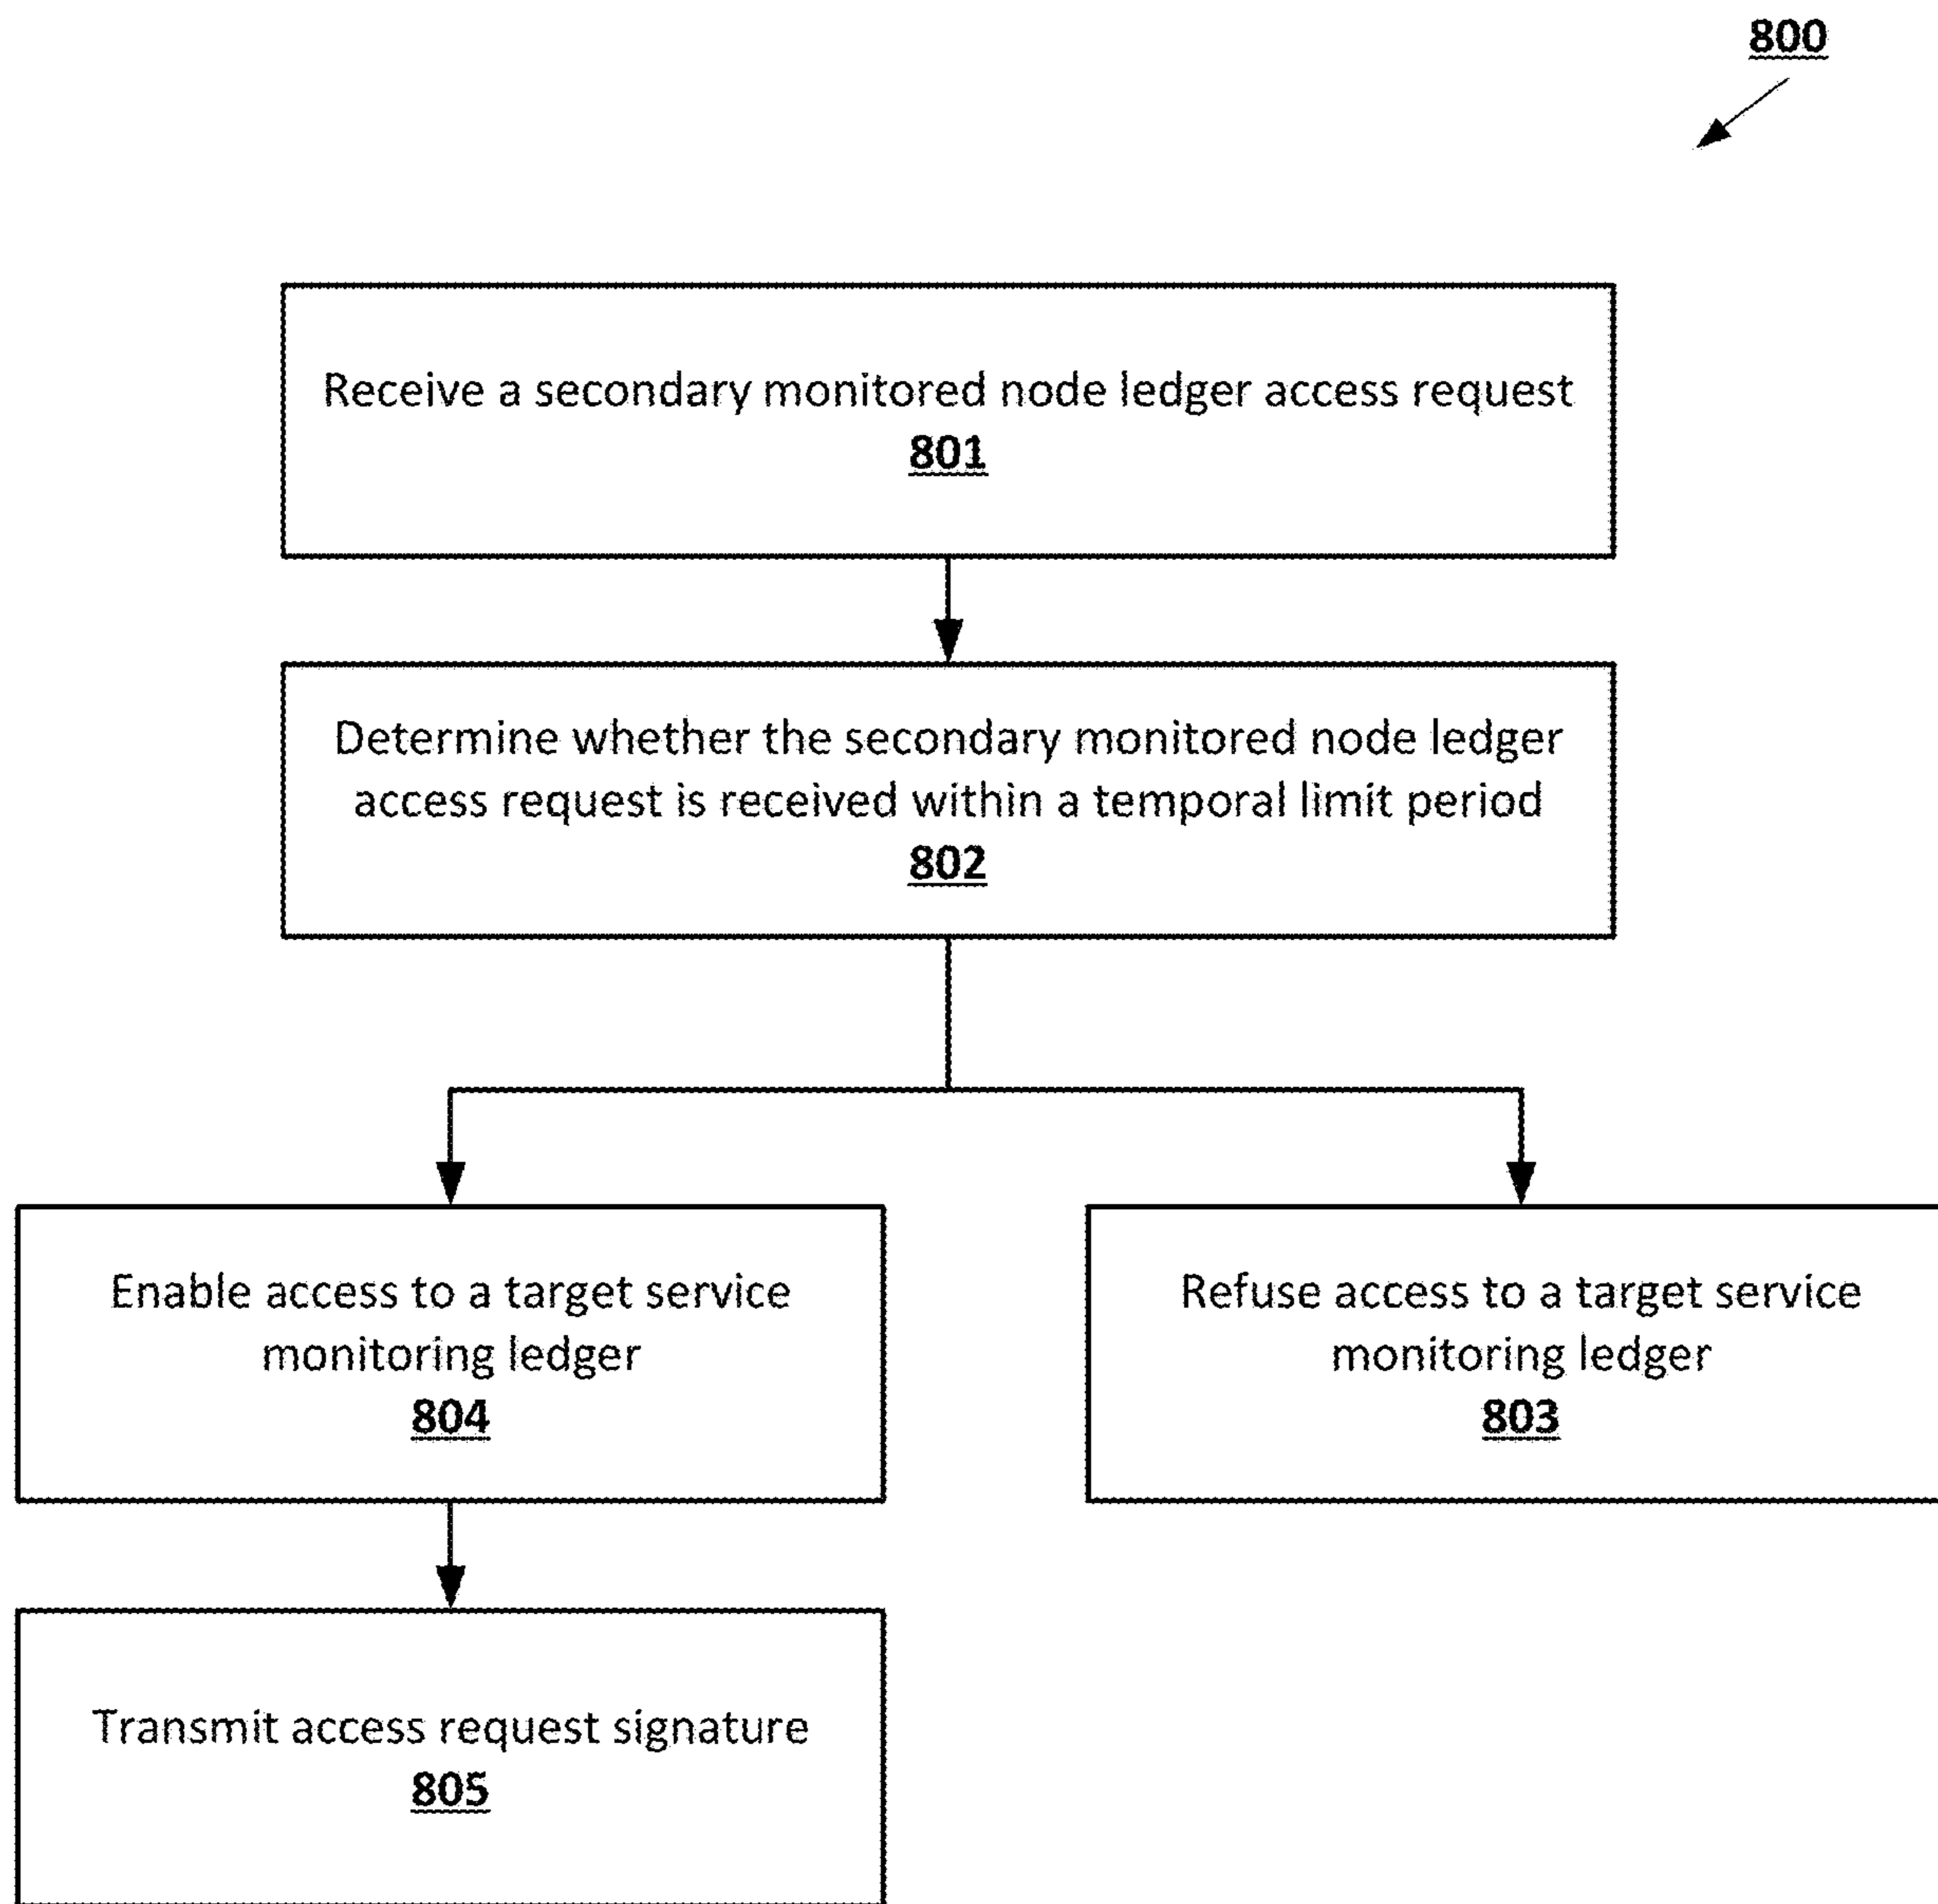 800
Receive a secondary monitored node ledger access request
801
Determine whether the secondary monitored node ledger
access request is received within a temporal limit period
802
Enable access to a target service
monitoring ledger
804
Refuse access to a target service
monitoring ledger
803
Transmit access request signature
805